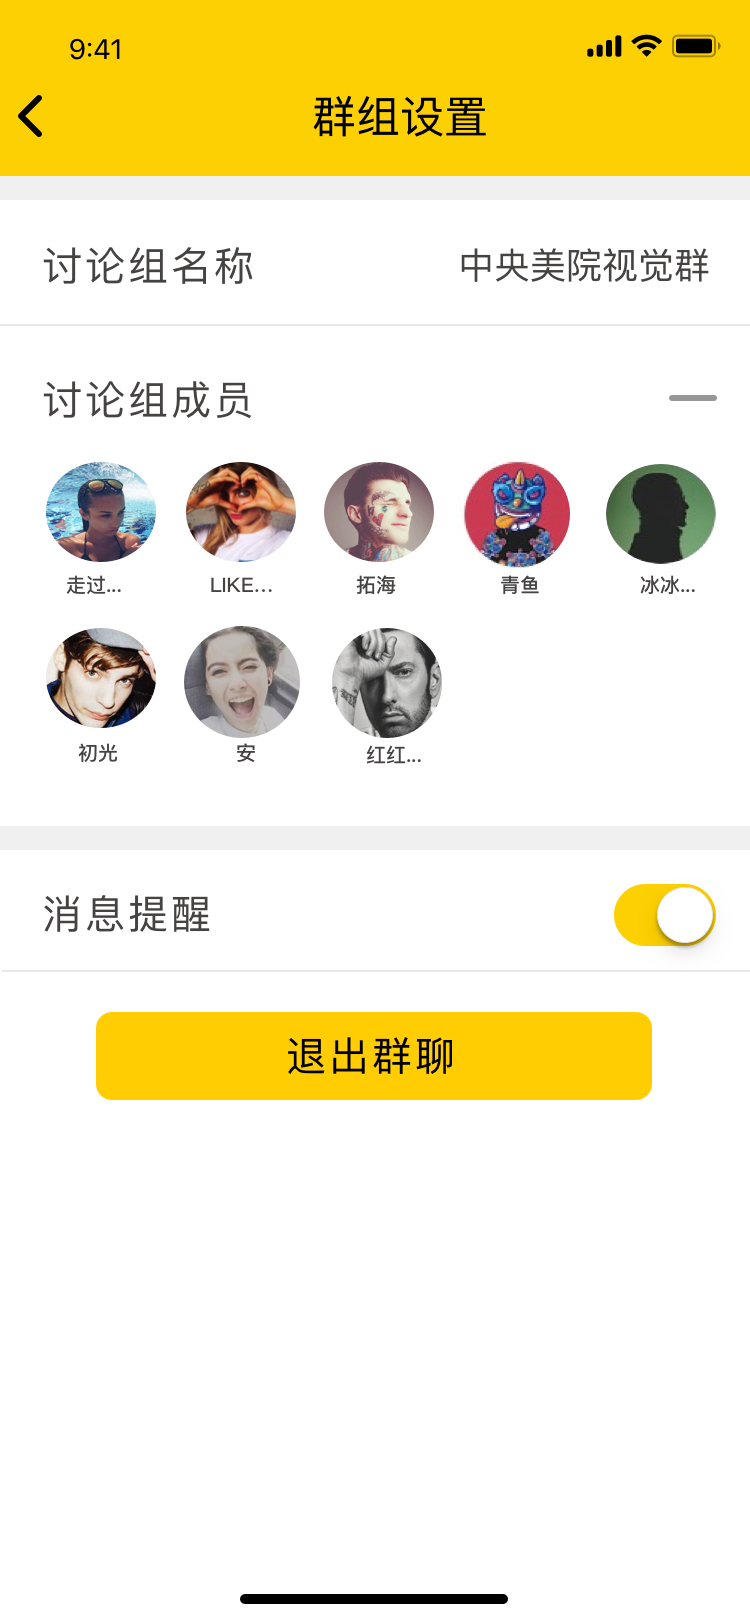 9:41
群组设置
讨论组名称
中央美院视觉群
讨论组成员
走过...
LIKE...
拓海
青鱼
冰冰...
初光
安
红红...
消息提醒
退出群聊